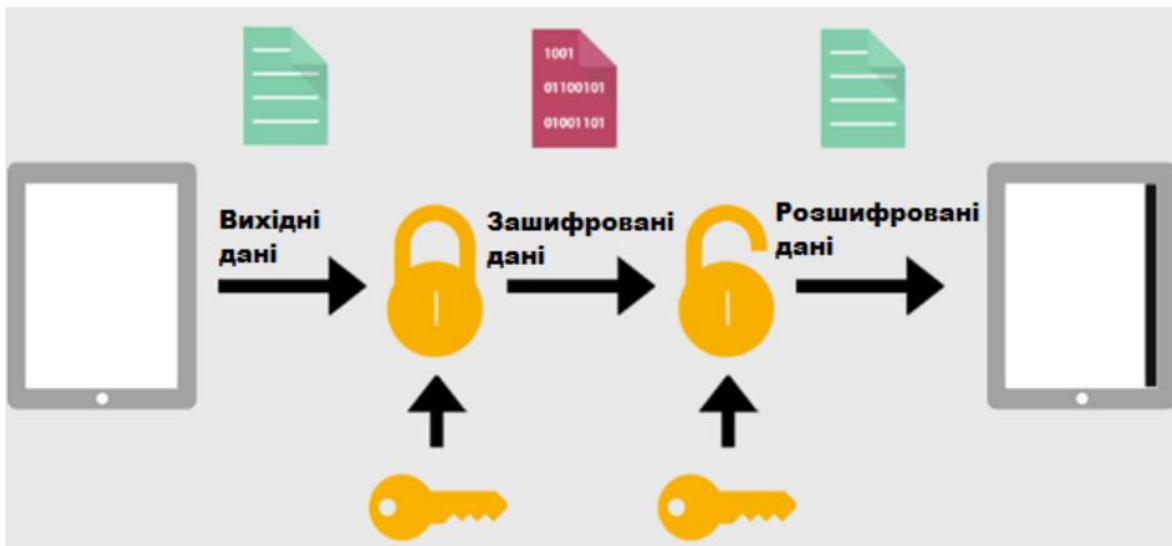 1001
01100101
01001101
Вихідні
дані
Зашифровані
дані
Розшифровані
дані